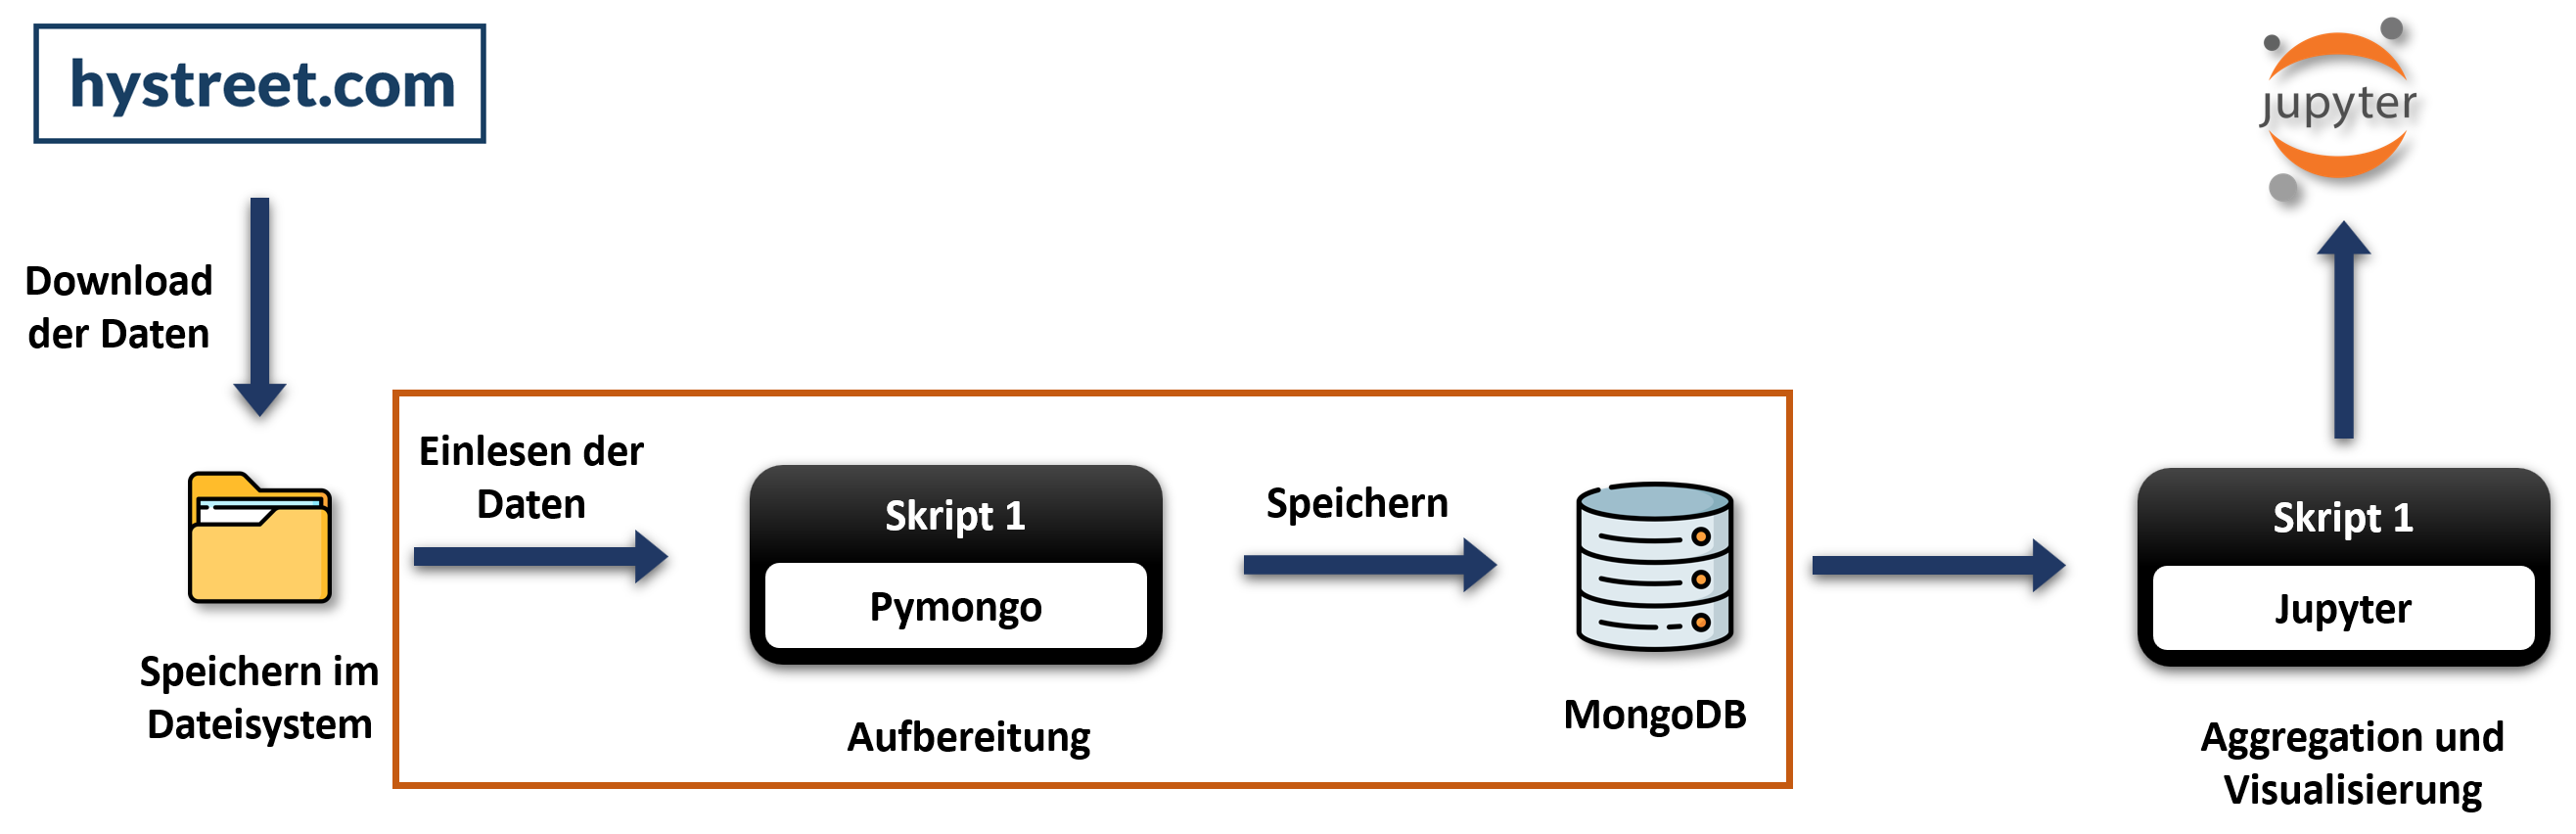 hystreet.com
Download
der Daten
Speichern im
Dateisystem
Einlesen der
Daten
Skript 1
Pymongo
Aufbereitung
Speichern
MongoDB
Skript 1
Jupyter
Aggregation und
Visualisierung
jupyter